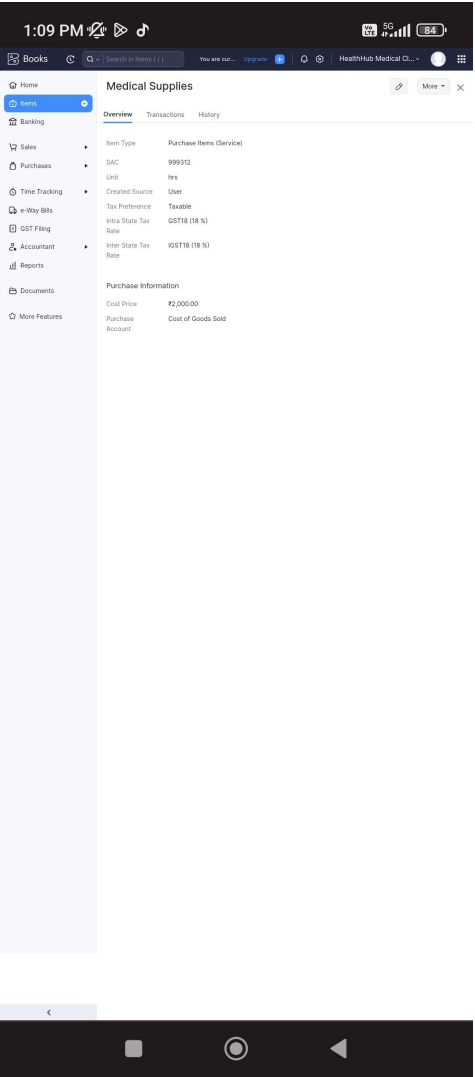 1:09 PM
Vo LTE 5G 84
Books Search in Items ( / ) You are cur... Upgrade HealthHub Medical Cl...
Home
Items
Banking
Sales
Purchases
Time Tracking
e-Way Bills
GST Filing
Accountant
Reports
Documents
More Features
Medical Supplies More
Overview Transactions History
Item Type Purchase Items (Service)
SAC 999312
Unit hrs
Created Source User
Tax Preference Taxable
Intra State Tax GST18 (18 %)
Rate
Inter State Tax IGST18 (18 %)
Rate
Purchase Information
Cost Price ₹2,000.00
Purchase Cost of Goods Sold
Account